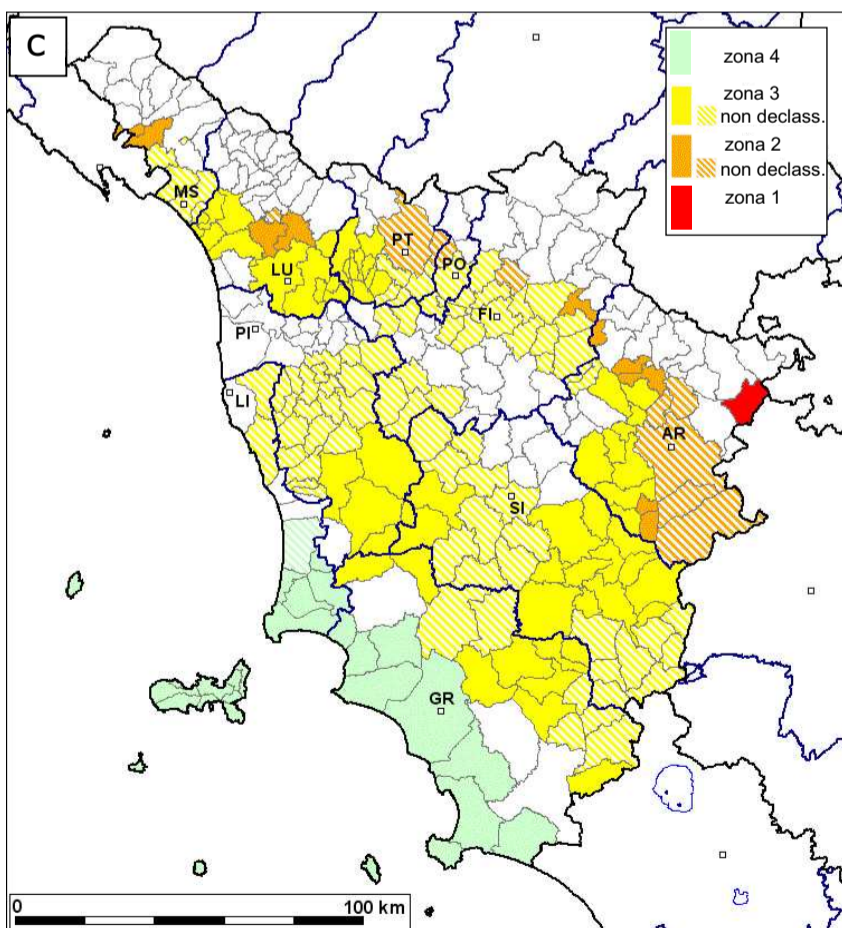 C
zona 4
zona 3
non declass.
zona 2
non declass.
zona 1
MS
PT
PO
LU
FI
PI
LI
AR
SI
GR
0 100 km